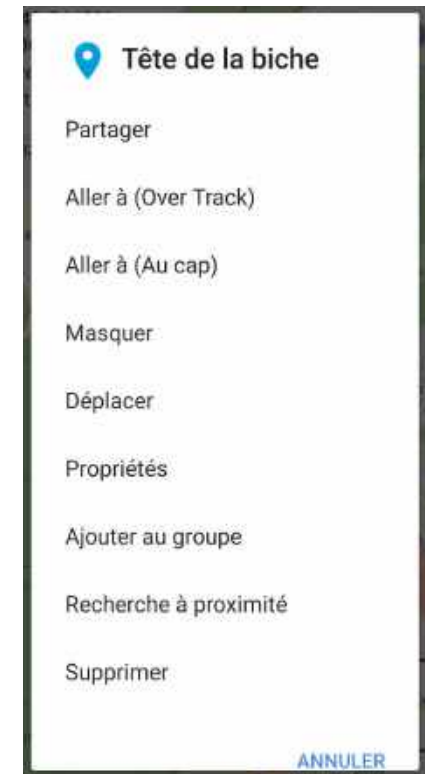 Tête de la biche
Partager
Aller à (Over Track)
Aller à (Au cap)
Masquer
Déplacer
Propriétés
Ajouter au groupe
Recherche à proximité
Supprimer
ANNULER